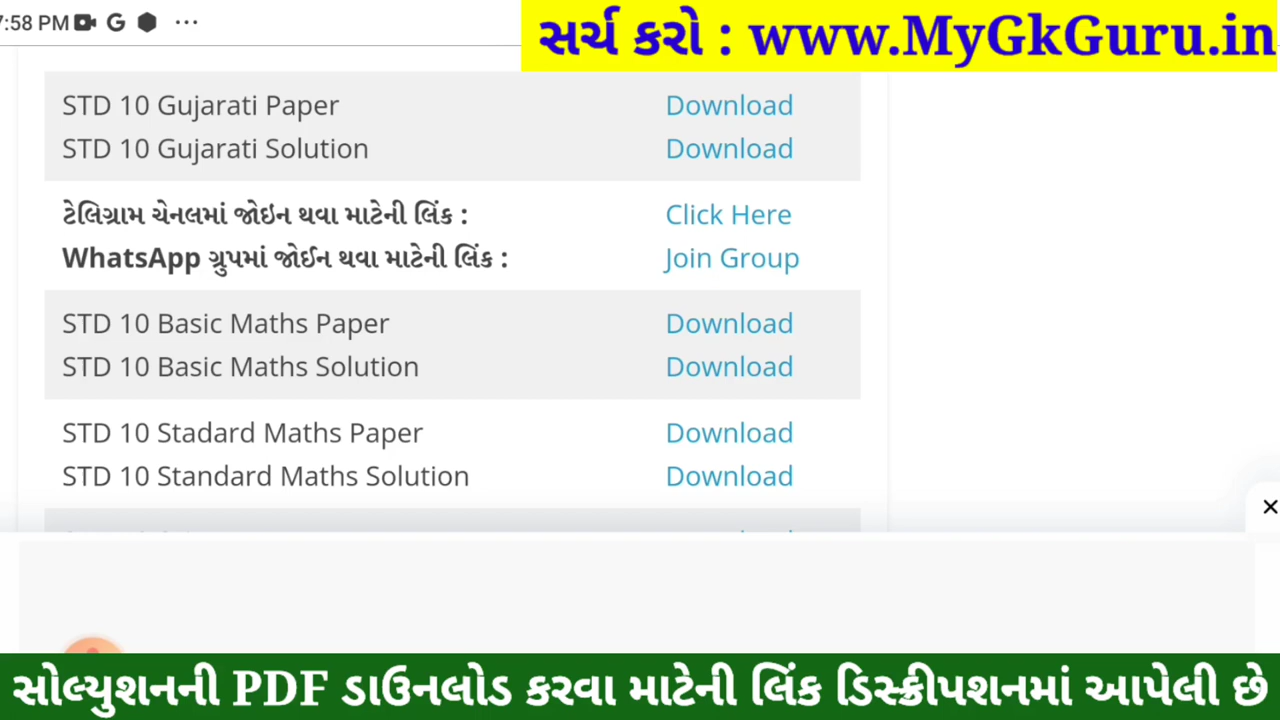 7:58 PM
સર્ચ કરો : www.MyGkGuru.in
STD 10 Gujarati Paper Download
STD 10 Gujarati Solution Download
ટેલિગ્રામ ચેનલમાં જોઇન થવા માટેની લિંક : Click Here
WhatsApp ગ્રુપમાં જોઈન થવા માટેની લિંક : Join Group
STD 10 Basic Maths Paper Download
STD 10 Basic Maths Solution Download
STD 10 Stadard Maths Paper Download
STD 10 Standard Maths Solution Download
સોલ્યુશનની PDF ડાઉનલોડ કરવા માટેની લિંક ડિસ્ક્રીપશનમાં આપેલી છે